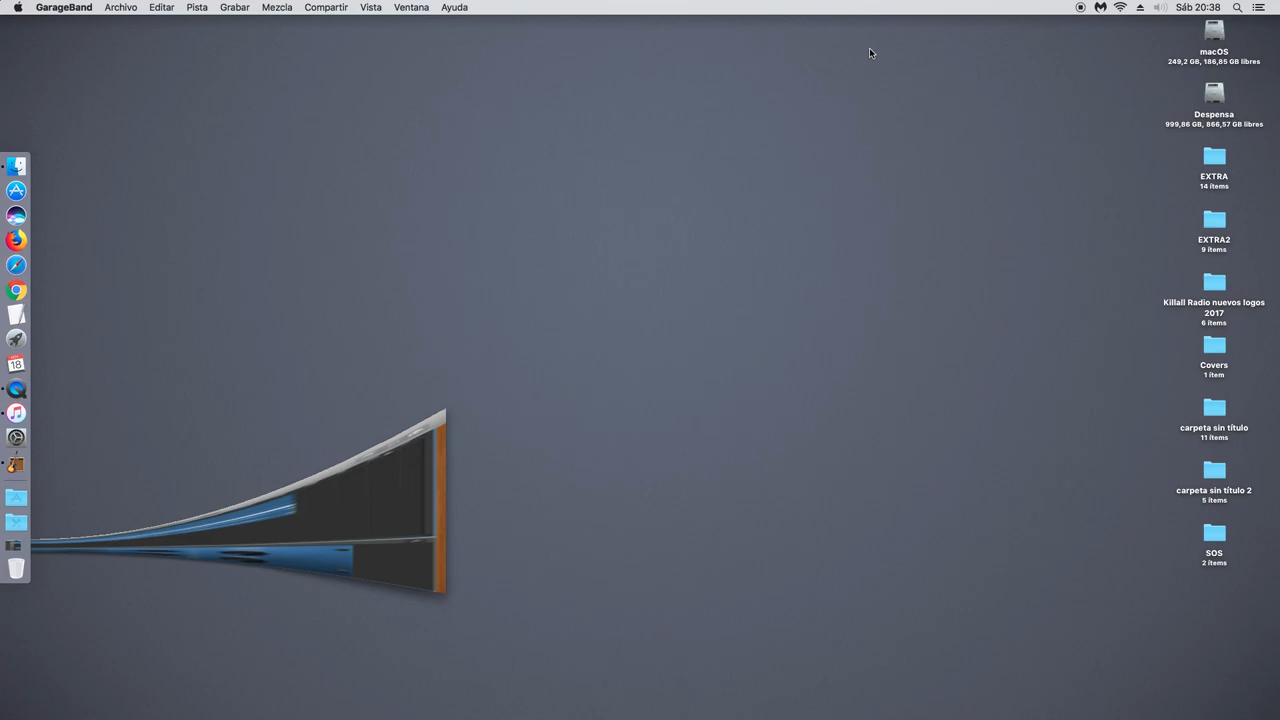 GarageBand Archivo Editar Pista Grabar Mezcla Compartir Vista Ventana Ayuda Sáb 20:38
macOS
249,2 GB, 186,85 GB libres
Despensa
999,86 GB, 866,57 GB libres
EXTRA
14 ítems
EXTRA2
9 ítems
Killall Radio nuevos logos
2017
6 ítems
Covers
1 ítem
carpeta sin título
11 ítems
carpeta sin título 2
5 ítems
SOS
2 ítems
18